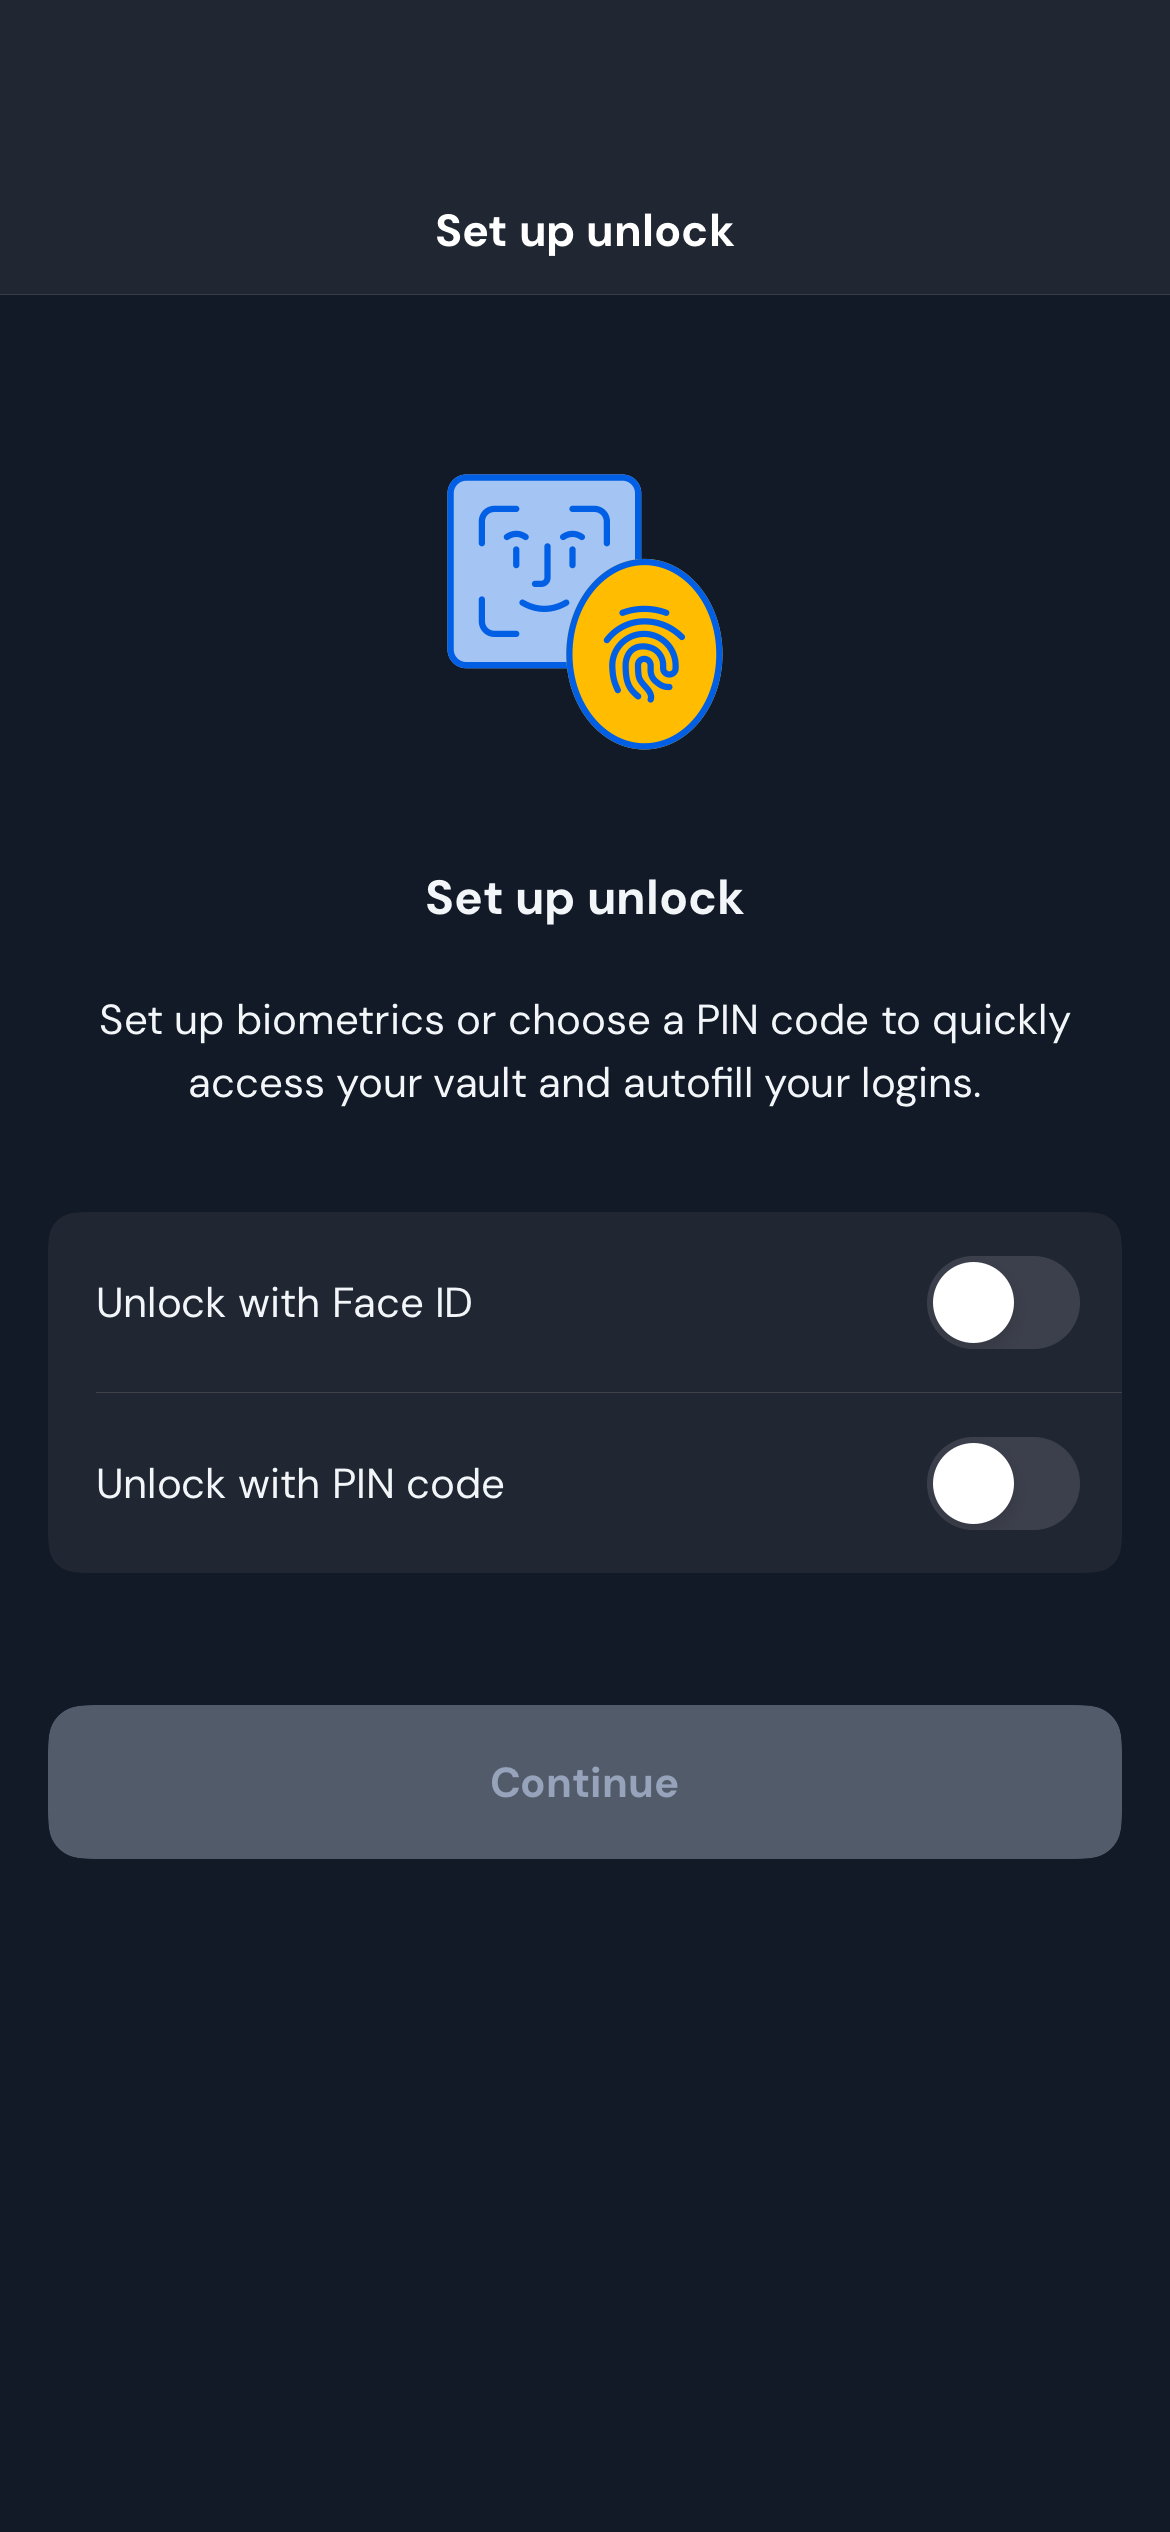 Set up unlock
Set up unlock
Set up biometrics or choose a PIN code to quickly
access your vault and autofill your logins.
Unlock with Face ID
Unlock with PIN code
Continue